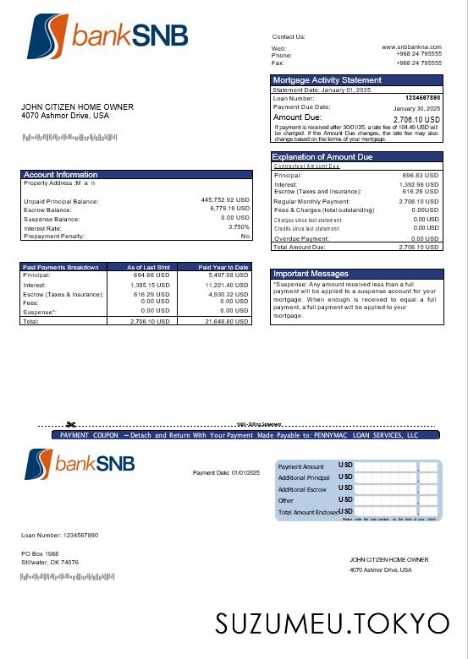 bankSNB
Contact Us:
Web: www.snbbanksa.com
Phone: +968 24 795555
Fax: +968 24 795555
Mortgage Activity Statement
Statement Date: January 01, 2025
Loan Number: 1234567890
Payment Due Date: January 30, 2025
Amount Due: 2,706.10 USD
If payment is received after 30/01/25, a late fee of 194.49 USD will
be charged. If the Amount Due changes, the late fee may also
change based on the terms of your mortgage.
JOHN CITIZEN HOME OWNER
4070 Ashmor Drive, USA
Explanation of Amount Due
Contractual Amount Due
Principal: 696.83 USD
Interest: 1,392.98 USD
Escrow (Taxes and Insurance): 616.29 USD
Regular Monthly Payment: 2,706.10 USD
Fees & Charges (total outstanding) 0.00USD
Charges since last statement: 0.00 USD
Credits since last statement: 0.00 USD
Overdue Payment: 0.00 USD
Total Amount Due: 2,706.10 USD
Account Information
Property Address :M a n
Unpaid Principal Balance: 445,752.92 USD
Escrow Balance: 6,779.19 USD
Suspense Balance: 0.00 USD
Interest Rate: 3.750%
Prepayment Penalty: No
Past Payments Breakdown As of Last Stmt Paid Year to Date
Principal: 694.66 USD 5,497.68 USD
Interest: 1,395.15 USD 11,221.40 USD
Escrow (Taxes & Insurance): 616.29 USD 4,930.32 USD
Fees: 0.00 USD 0.00 USD
Suspense*: 0.00 USD 0.00 USD
Total: 2,706.10 USD 21,648.80 USD
Important Messages
*Suspense: Any amount received less than a full
payment will be applied to a suspense account for your
mortgage. When enough is received to equal a full
payment, a full payment will be applied to your
mortgage.
PAYMENT COUPON - Detach and Return With Your Payment Made Payable to: PENNYMAC LOAN SERVICES, LLC
bankSNB
Payment Date: 01/01/2025
Payment Amount USD
Additional Principal USD
Additional Escrow USD
Other USD
Total Amount Enclosed USD
Please write the loan number on the front of your check.
Loan Number: 1234567890
PO Box 1988
Stillwater, OK 74076
JOHN CITIZEN HOME OWNER
4070 Ashmor Drive, USA
SUZUMEU.TOKYO